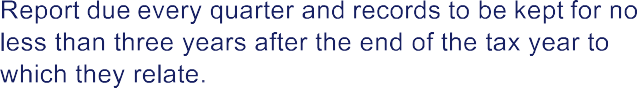 Report due every quarter and records to be kept for no
less than three years after the end of the tax year to
which they relate.